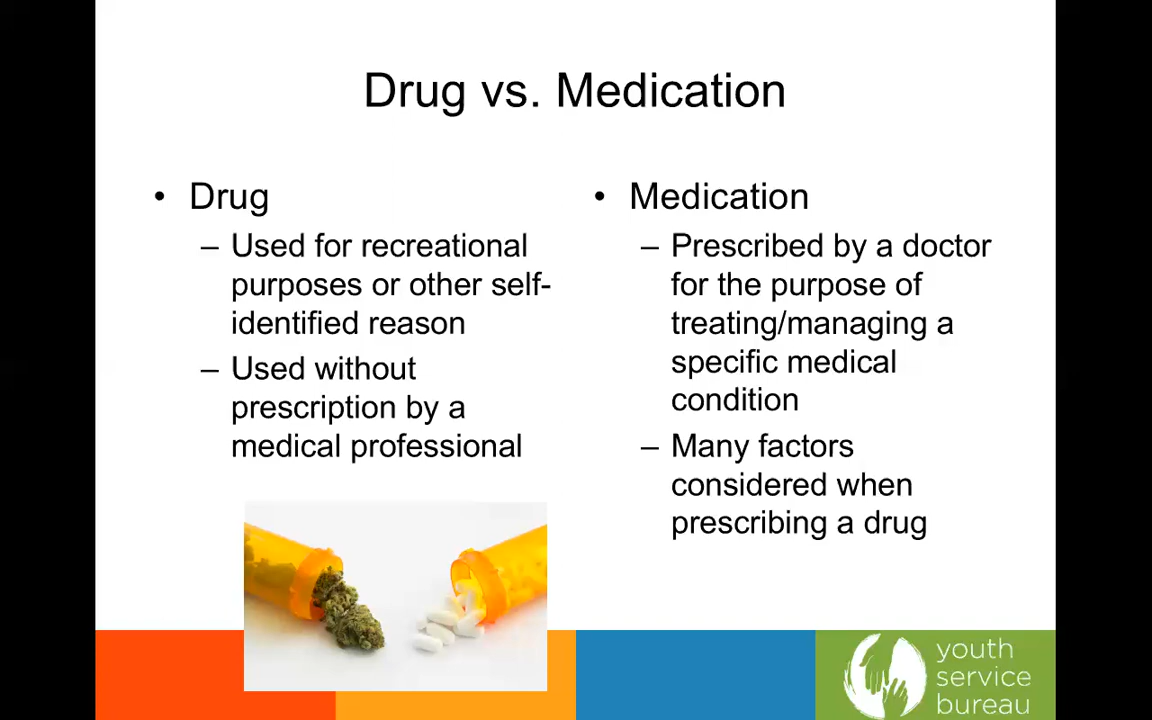 Drug vs. Medication
• Drug
– Used for recreational
purposes or other self-
identified reason
– Used without
prescription by a
medical professional
• Medication
– Prescribed by a doctor
for the purpose of
treating/managing a
specific medical
condition
– Many factors
considered when
prescribing a drug
youth
service
bureau